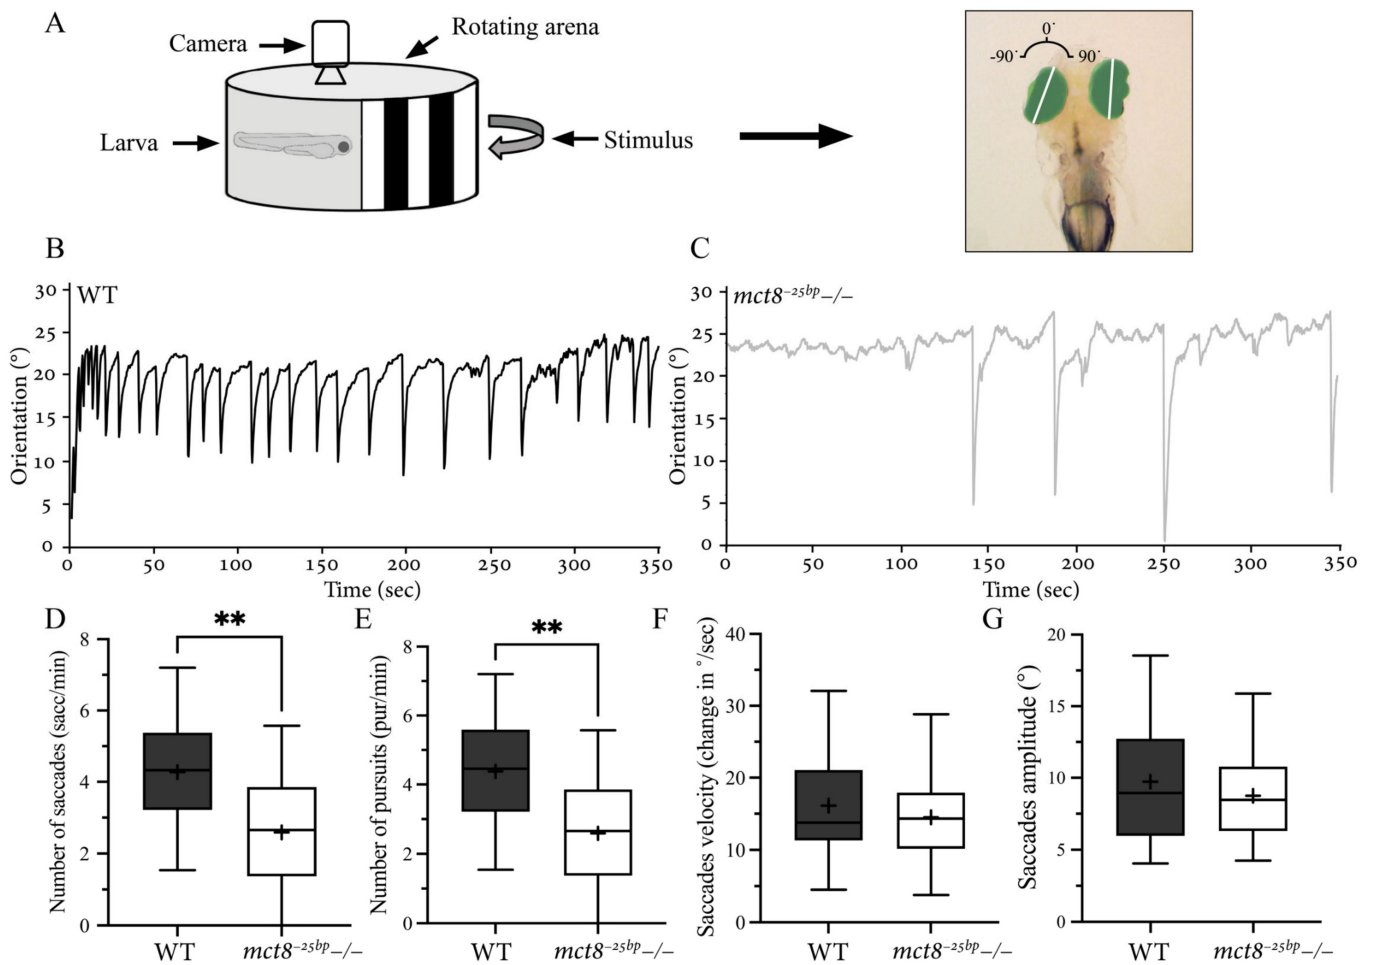 A
Camera
Rotating arena
Larva
Stimulus
0˚
-90˚
90˚
B
WT
Orientation (°)
30
25
20
15
10
5
0
0 50 100 150 200 250 300 350
Time (sec)
C
mct8⁻²⁵ᵇᵖ−/−
Orientation (°)
30
25
20
15
10
5
0
0 50 100 150 200 250 300 350
Time (sec)
D
**
Number of saccades (sacc/min)
8
6
4
2
0
WT mct8⁻²⁵ᵇᵖ−/−
E
**
Number of pursuits (pur/min)
8
6
4
2
0
WT mct8⁻²⁵ᵇᵖ−/−
F
Saccades velocity (change in ˚/sec)
40
30
20
10
0
WT mct8⁻²⁵ᵇᵖ−/−
G
Saccades amplitude (°)
20
15
10
5
0
WT mct8⁻²⁵ᵇᵖ−/−